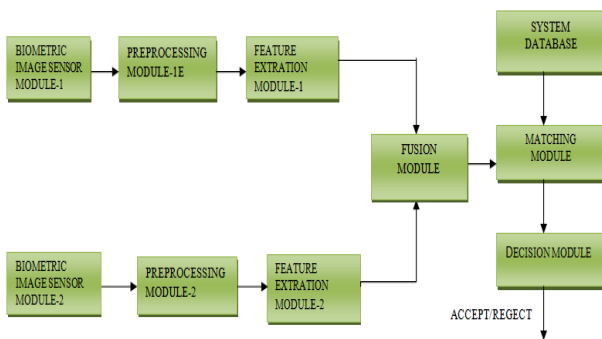 BIOMETRIC
IMAGE SENSOR
MODULE-1
PREPROCESSING
MODULE-1E
FEATURE
EXTRATION
MODULE-1
SYSTEM
DATABASE
FUSION
MODULE
MATCHING
MODULE
BIOMETRIC
IMAGE SENSOR
MODULE-2
PREPROCESSING
MODULE-2
FEATURE
EXTRATION
MODULE-2
DECISION MODULE
ACCEPT/REGECT